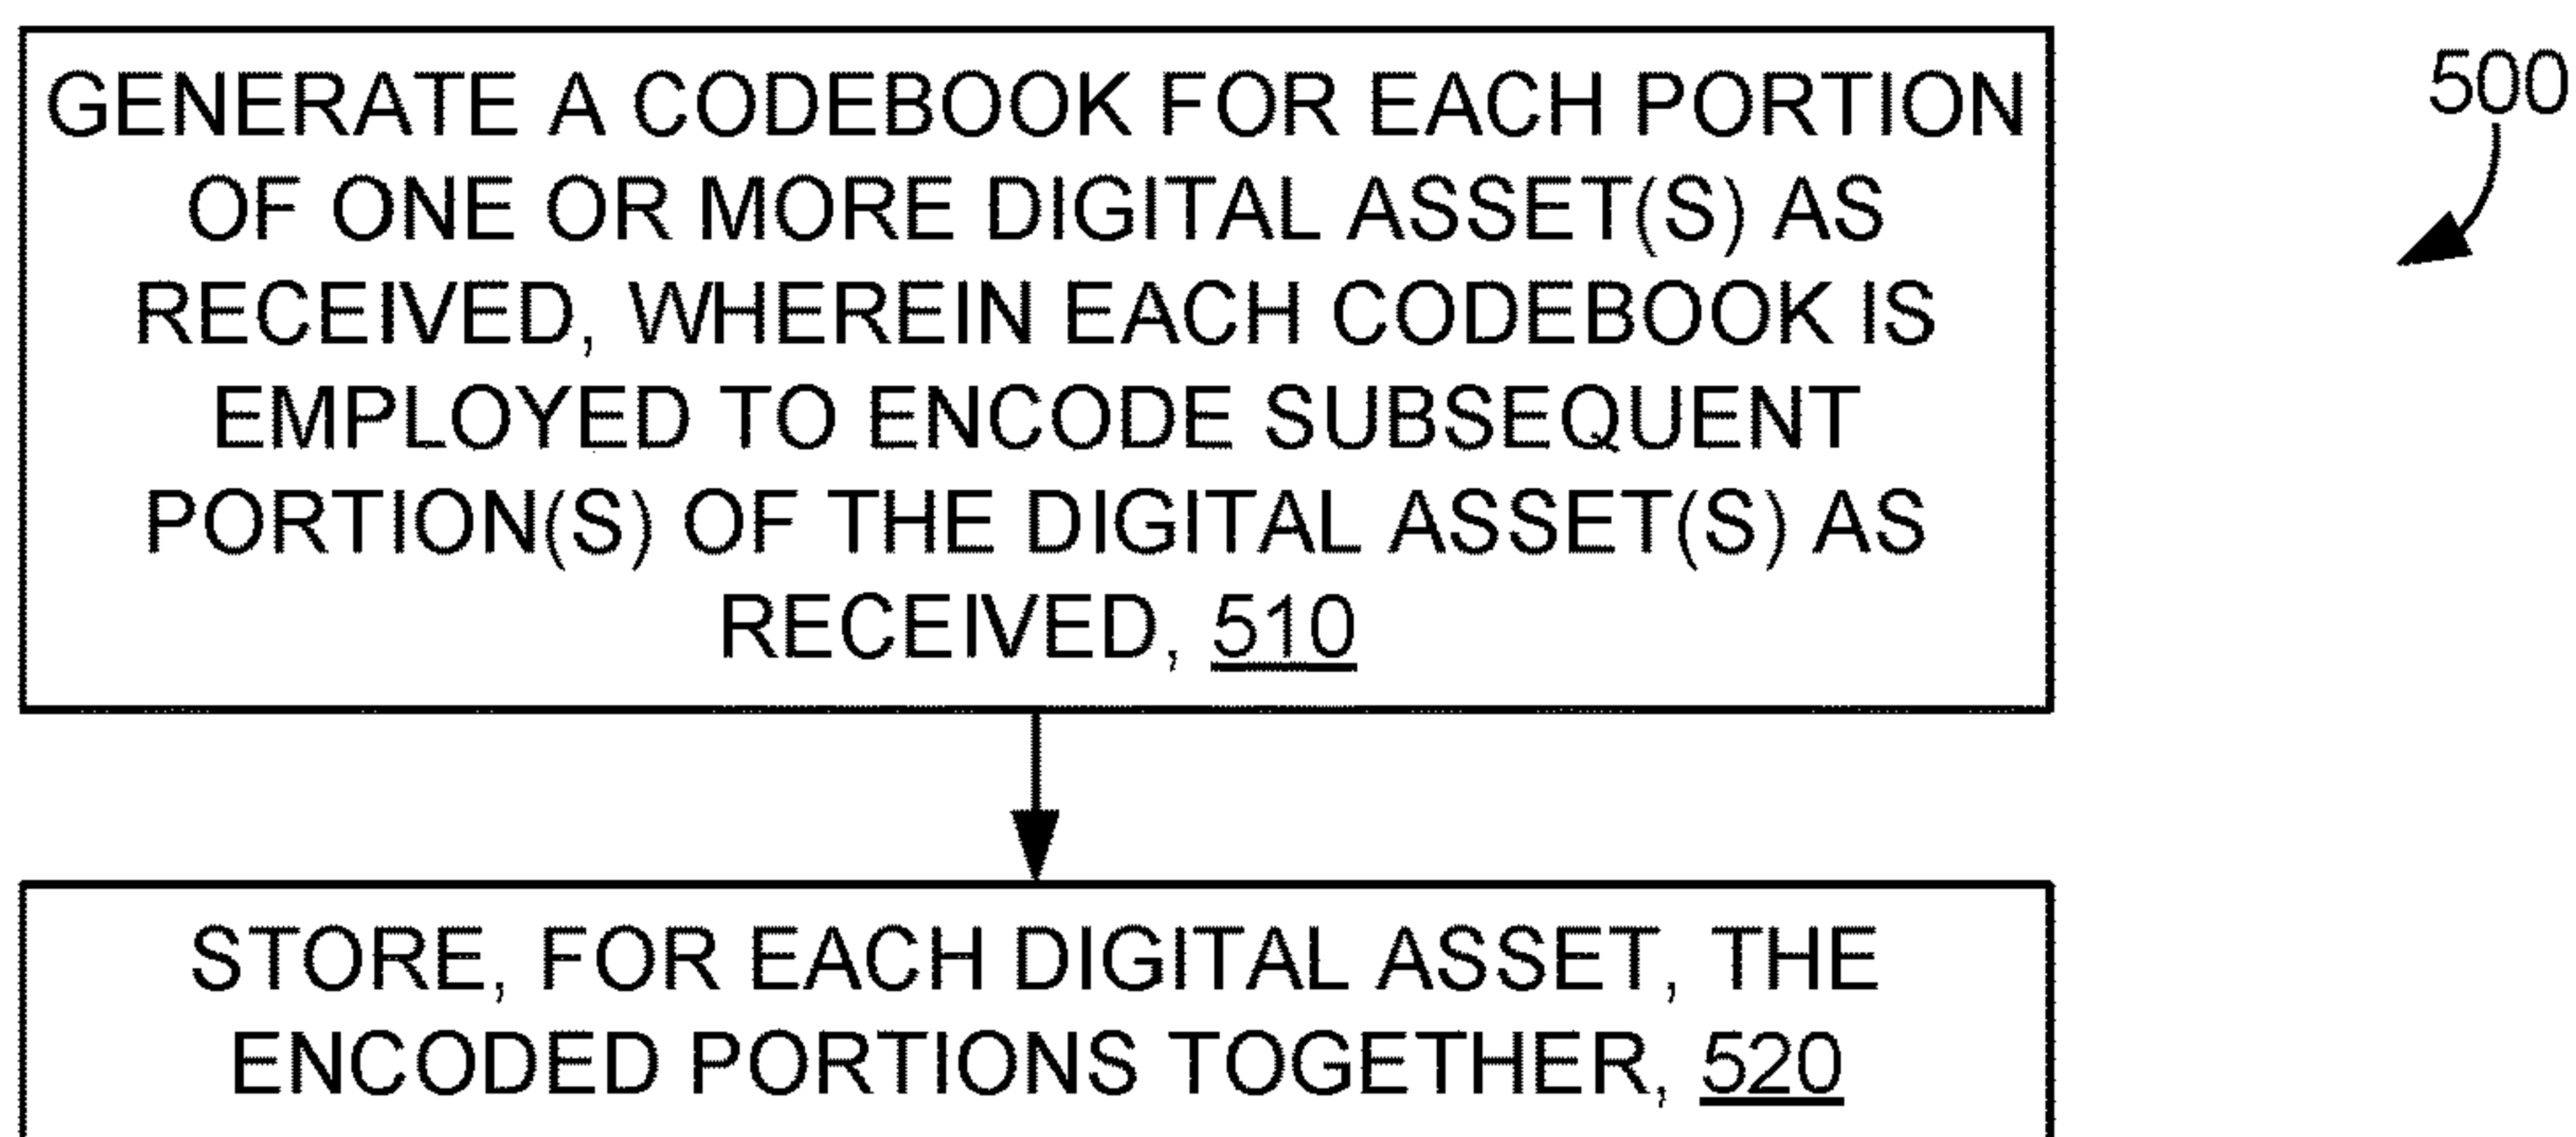 GENERATE A CODEBOOK FOR EACH PORTION
OF ONE OR MORE DIGITAL ASSET(S) AS
RECEIVED, WHEREIN EACH CODEBOOK IS
EMPLOYED TO ENCODE SUBSEQUENT
PORTION(S) OF THE DIGITAL ASSET(S) AS
RECEIVED, 510
500
STORE, FOR EACH DIGITAL ASSET, THE
ENCODED PORTIONS TOGETHER, 520